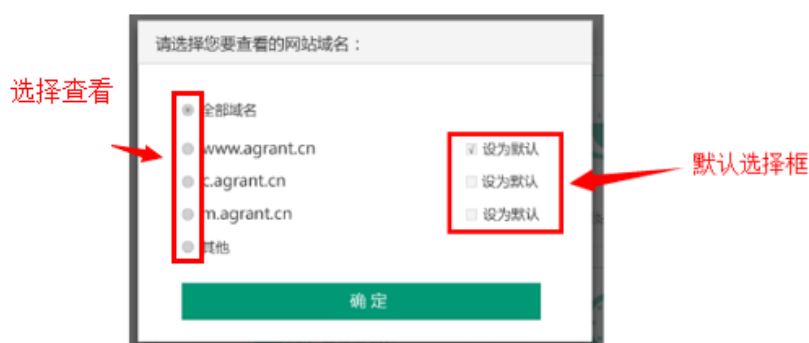 请选择您要查看的网站域名：
选择查看
全部域名
www.agrant.cn 设为默认
c.agrant.cn 设为默认
默认选择框
m.agrant.cn 设为默认
其他
确定